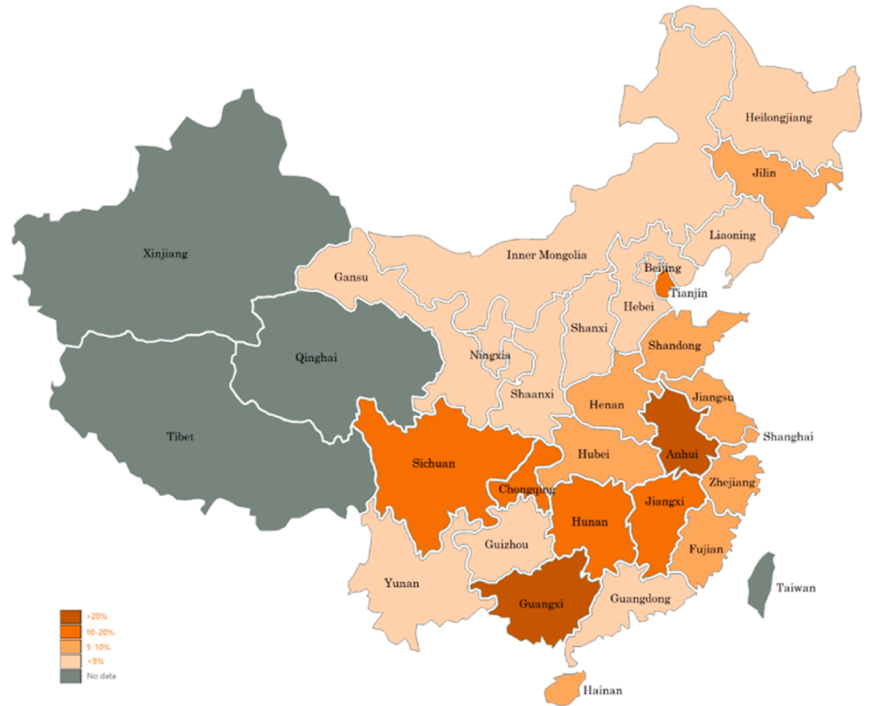 Heilongjiang
Jilin
Liaoning
Xinjiang
Inner Mongolia
Beijing
Gansu
Tianjin
Hebei
Shanxi
Shandong
Qinghai
Ningxia
Shaanxi
Jiangsu
Henan
Tibet
Shanghai
Sichuan
Hubei
Anhui
Zhejiang
Chongqing
Jiangxi
Hunan
Guizhou
Fujian
Yunan
Taiwan
Guangxi
Guangdong
>20%
10-20%
5-10%
<5%
No data
Hainan